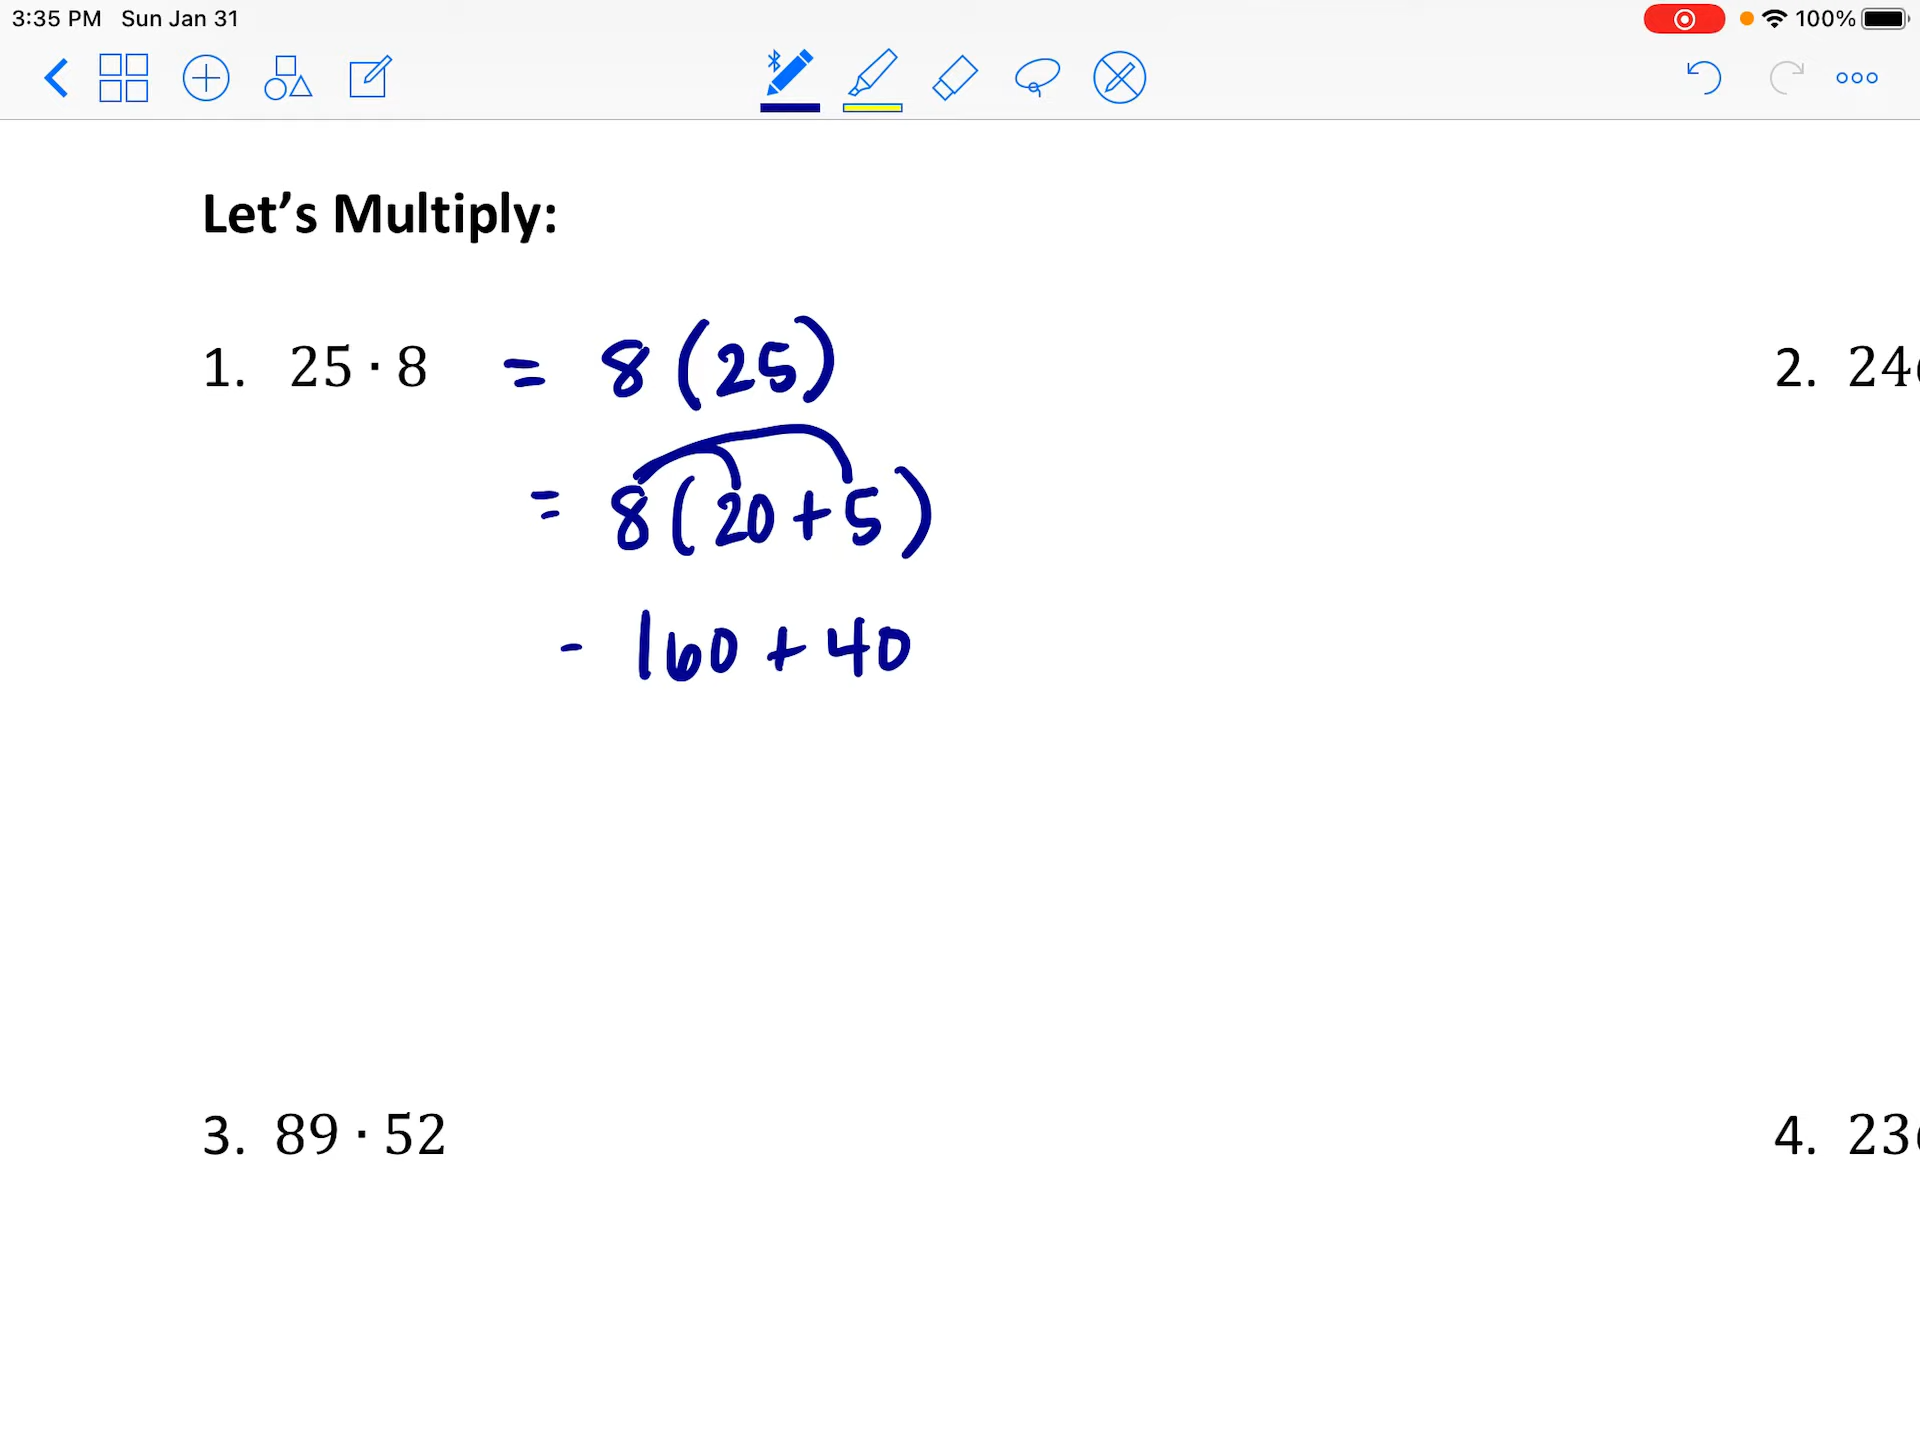 3:35 PM Sun Jan 31 100%
Let's Multiply:
1. 25 · 8 = 8(25)
2. 24
= 8(20+5)
- 160 + 40
3. 89 · 52
4. 23